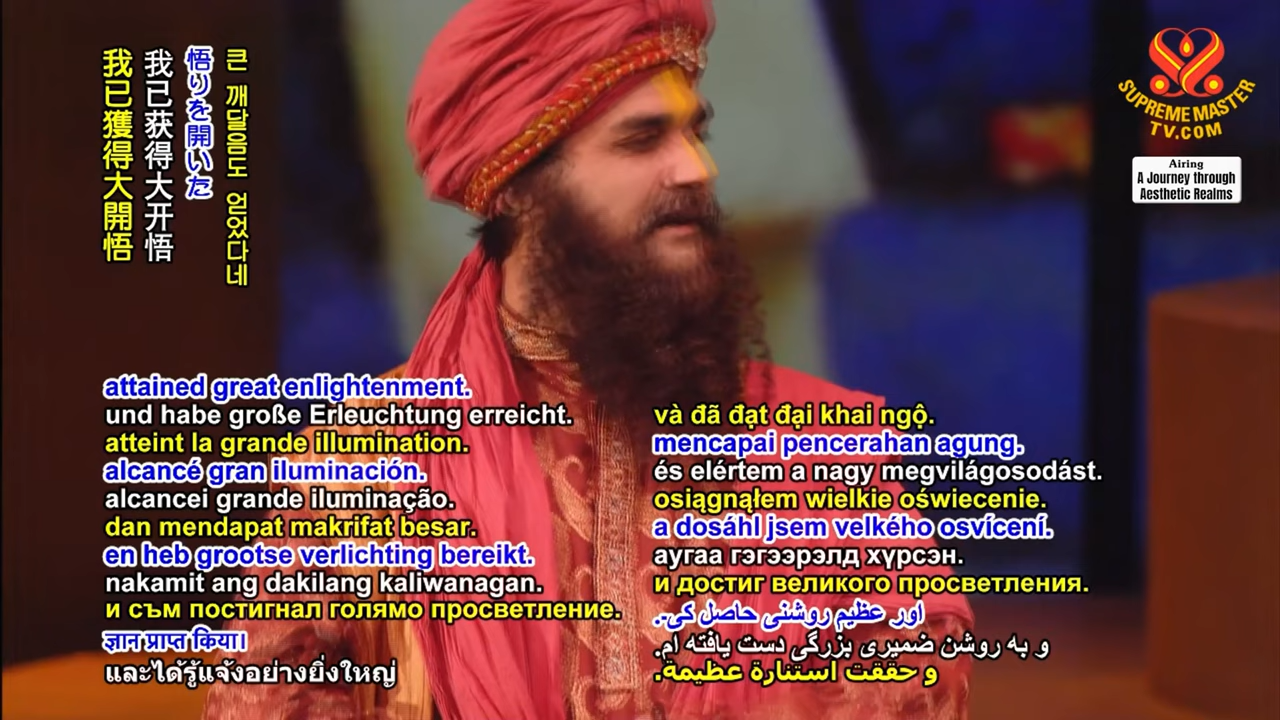 큰 깨달음도 얻었다네
悟りを開いた
我已获得大开悟
我已獲得大開悟
SUPREME MASTER
TV.COM
Airing
A Journey through
Aesthetic Realms
attained great enlightenment.
und habe große Erleuchtung erreicht.
atteint la grande illumination.
alcancé gran iluminación.
alcancei grande iluminação.
dan mendapat makrifat besar.
en heb grootse verlichting bereikt.
nakamit ang dakilang kaliwanagan.
и съм постигнал голямо просветление.
ज्ञान प्राप्त किया।
และได้รู้แจ้งอย่างยิ่งใหญ่
và đã đạt đại khai ngộ.
mencapai pencerahan agung.
és elértem a nagy megvilágosodást.
osiągnąłem wielkie oświecenie.
a dosáhl jsem velkého osvícení.
аугаа гэгээрэлд хүрсэн.
и достиг великого просветления.
اور عظیم روشنی حاصل کی-.
و به روشن ضمیری بزرگی دست یافته ام.
و حققت استنارة عظيمة.